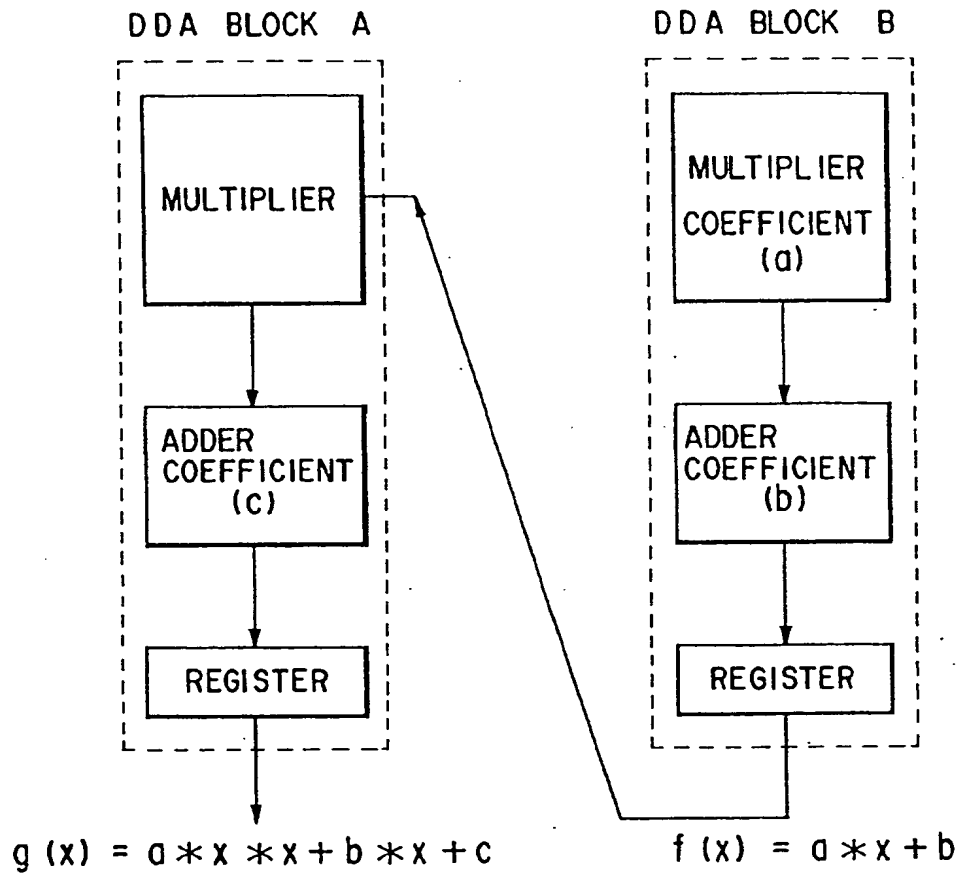 DDA BLOCK A
MULTIPLIER
ADDER
COEFFICIENT
(c)
REGISTER
g (x) = a * x * x + b * x + c
DDA BLOCK B
MULTIPLIER
COEFFICIENT
(a)
ADDER
COEFFICIENT
(b)
REGISTER
f (x) = a * x + b